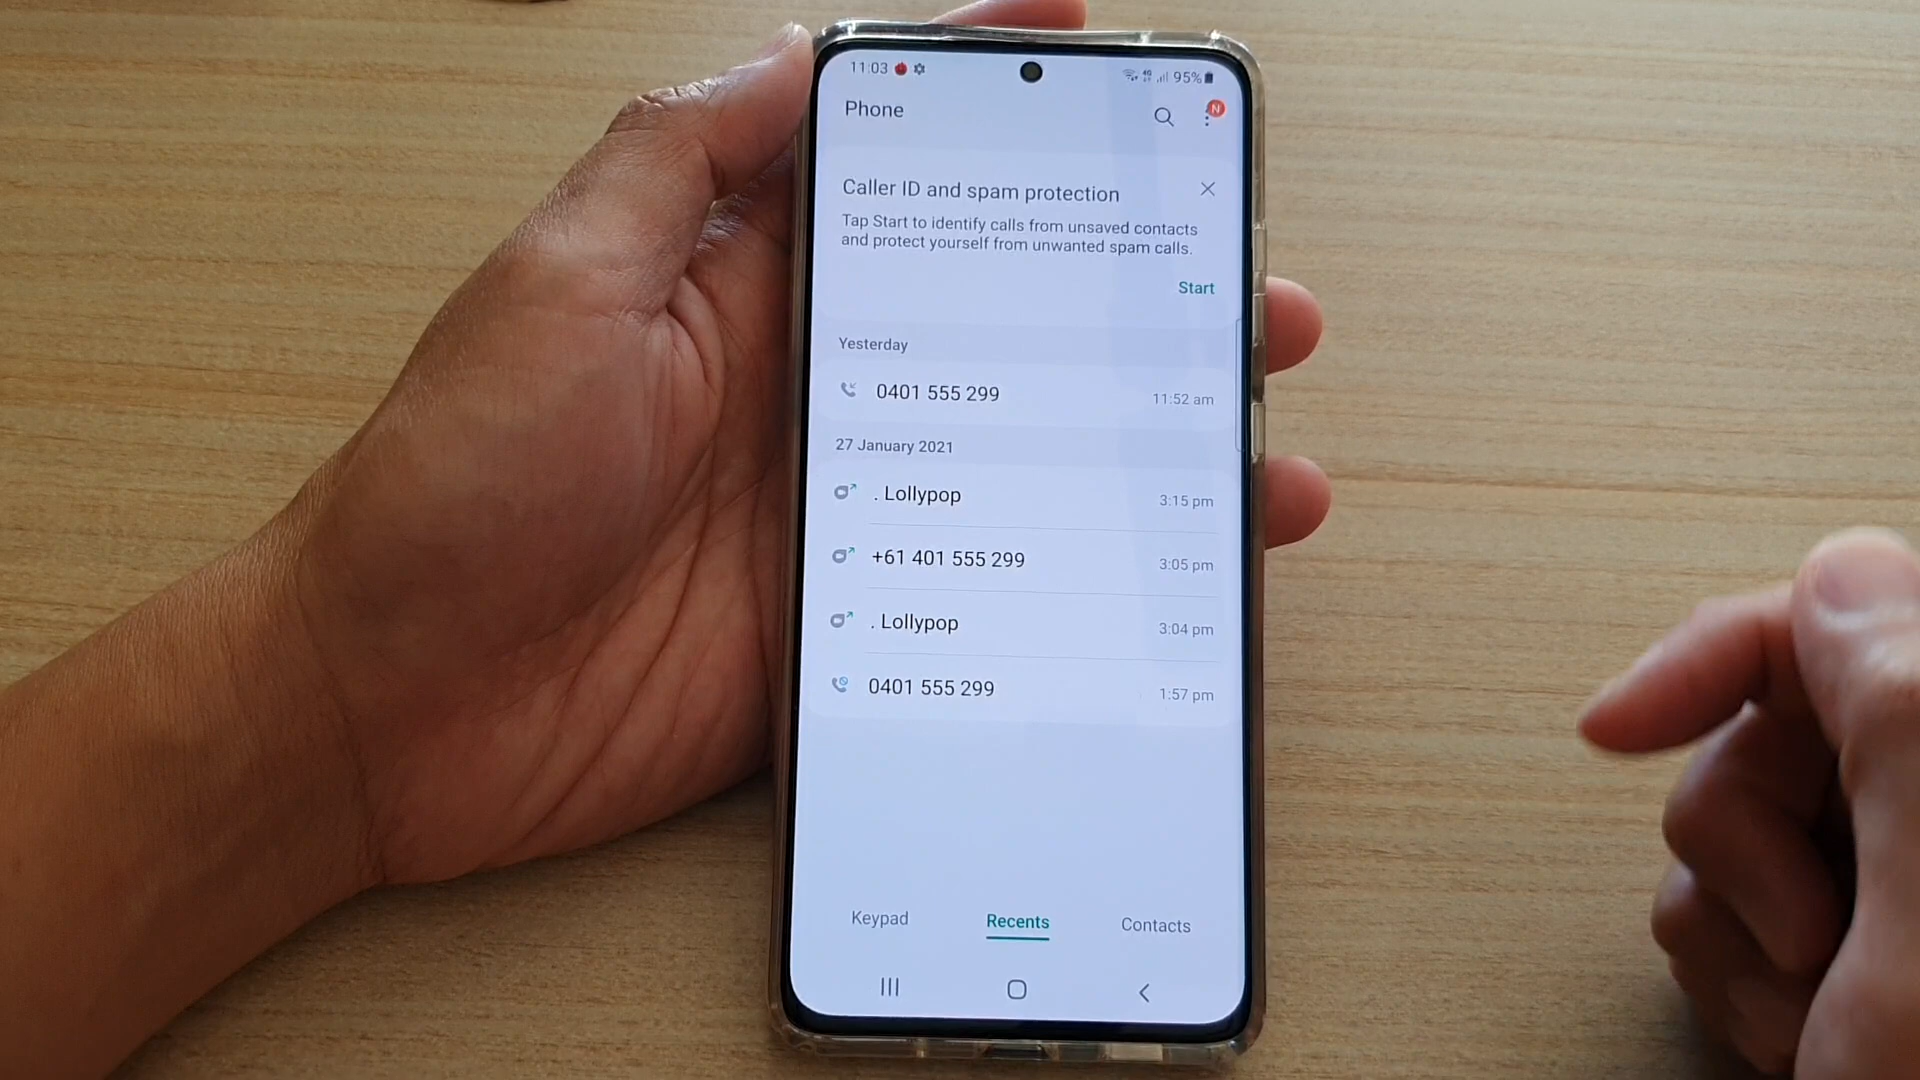 11:03
4G
95%
Phone
N
Caller ID and spam protection
Tap Start to identify calls from unsaved contacts
and protect yourself from unwanted spam calls.
Start
Yesterday
0401 555 299 11:52 am
27 January 2021
. Lollypop 3:15 pm
+61 401 555 299 3:05 pm
. Lollypop 3:04 pm
0401 555 299 1:57 pm
Keypad Recents Contacts